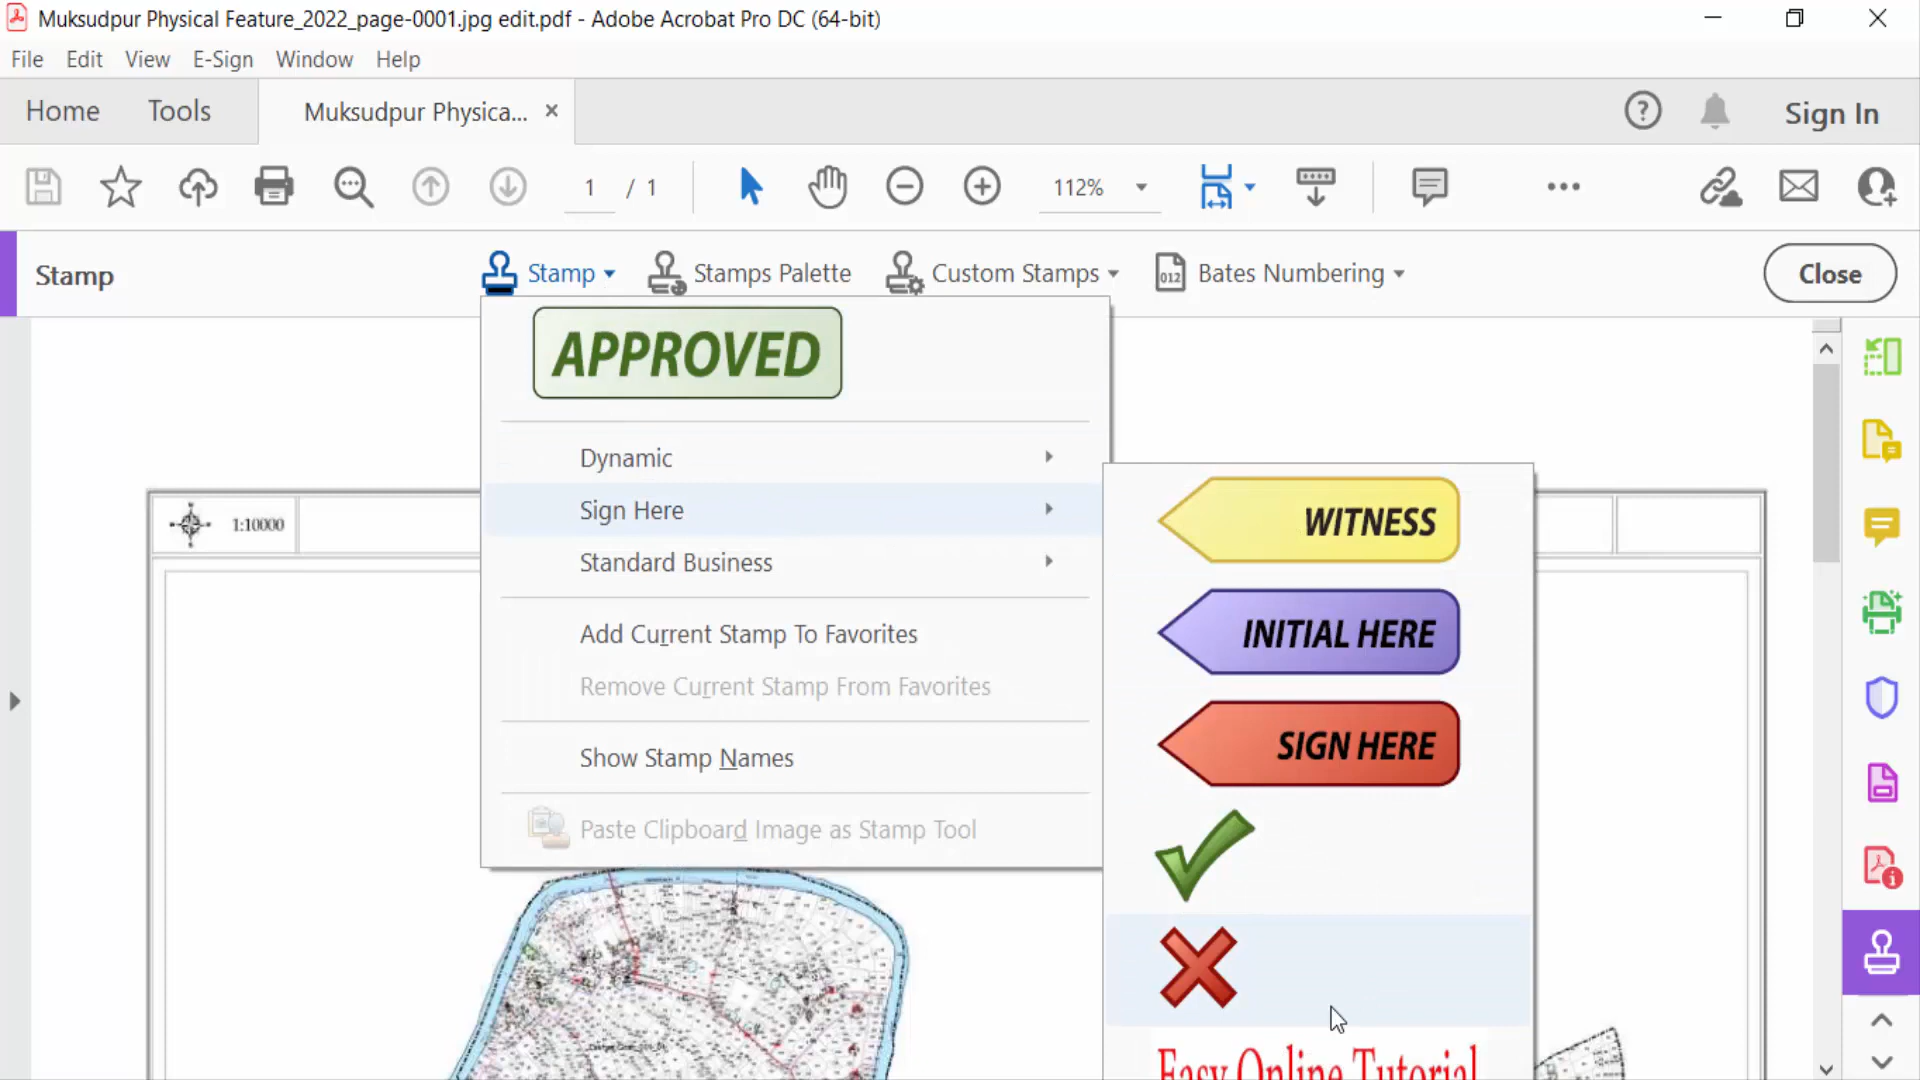 Muksudpur Physical Feature_2022_page-0001.jpg edit.pdf - Adobe Acrobat Pro DC (64-bit)
File Edit View E-Sign Window Help
Home Tools Muksudpur Physica... Sign In
1 / 1 112%
Stamp Stamp Stamps Palette Custom Stamps 012 Bates Numbering Close
APPROVED
Dynamic
Sign Here
Standard Business
Add Current Stamp To Favorites
Remove Current Stamp From Favorites
Show Stamp Names
Paste Clipboard Image as Stamp Tool
WITNESS
INITIAL HERE
SIGN HERE
Easy Online Tutorial
1:10000